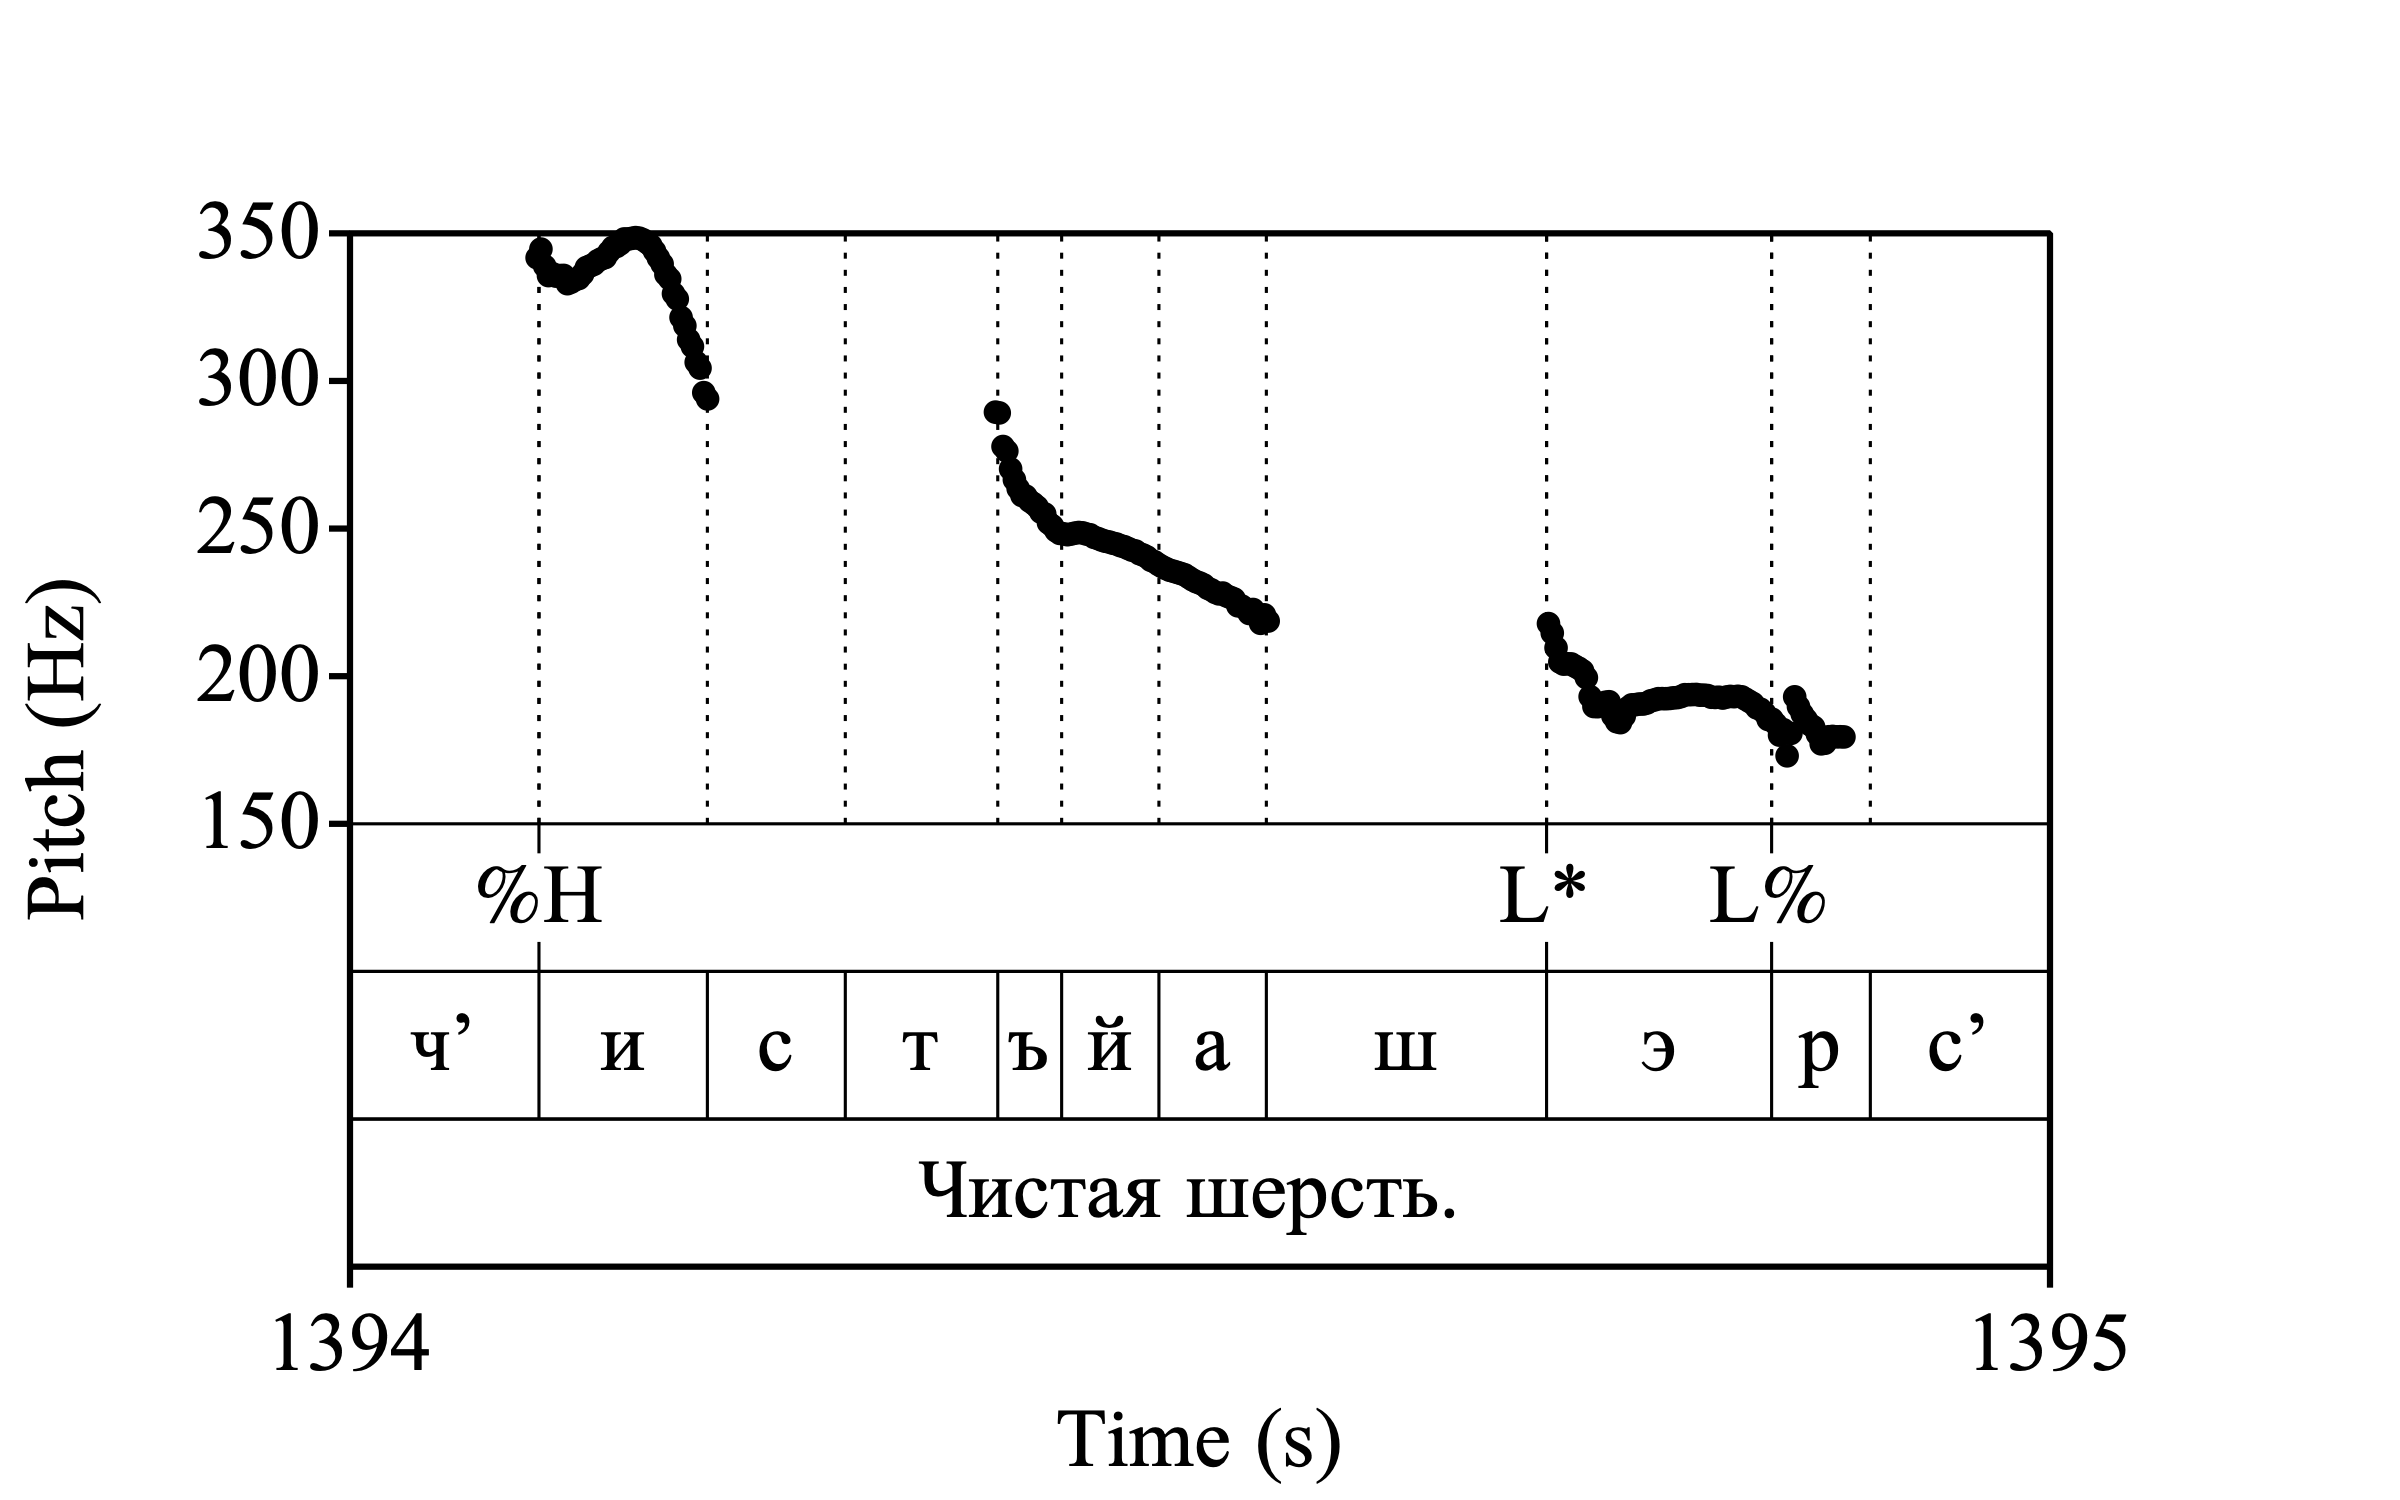 350
300
250
200
150
Pitch (Hz)
%H L* L%
ч’ и с т ъ й а ш э р с’
Чистая шерсть.
1394 1395
Time (s)